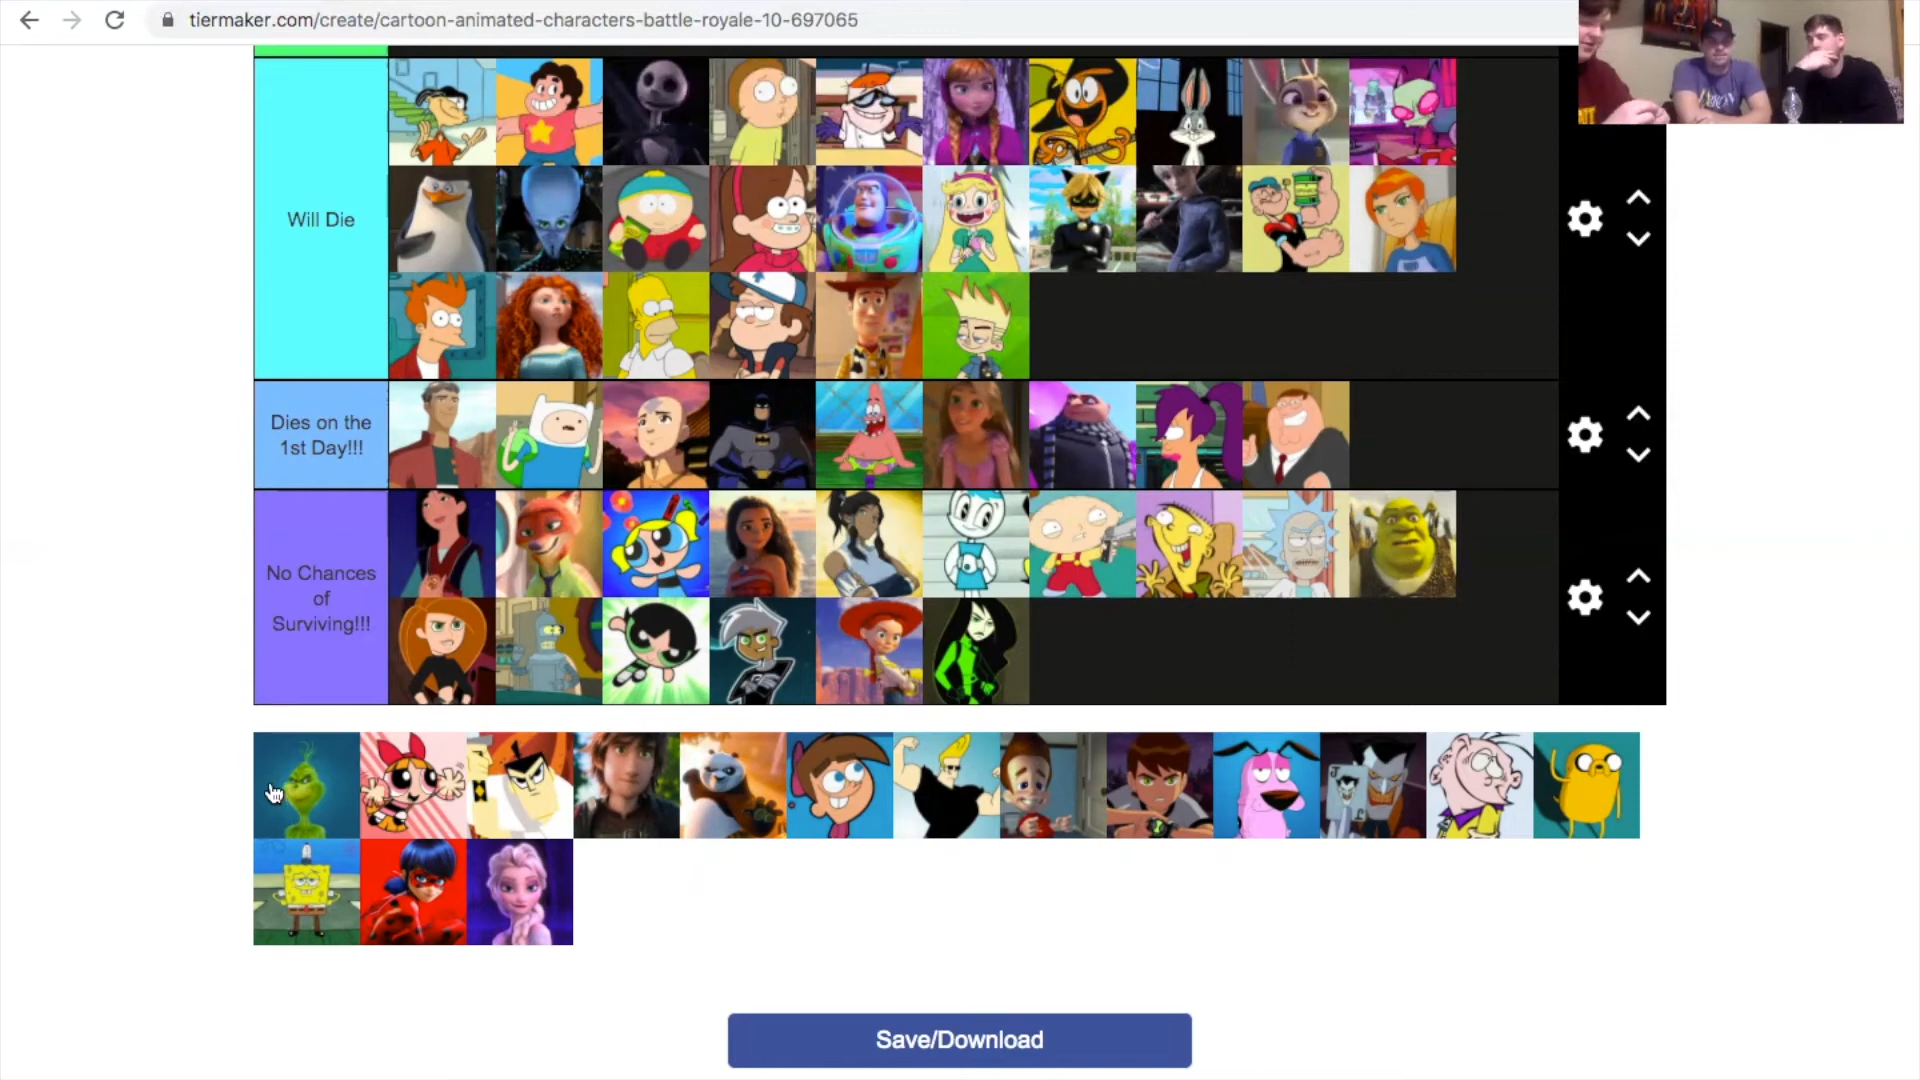 tiermaker.com/create/cartoon-animated-characters-battle-royale-10-697065
Will Die
Dies on the
1st Day!!!
No Chances
of
Surviving!!!
Save/Download